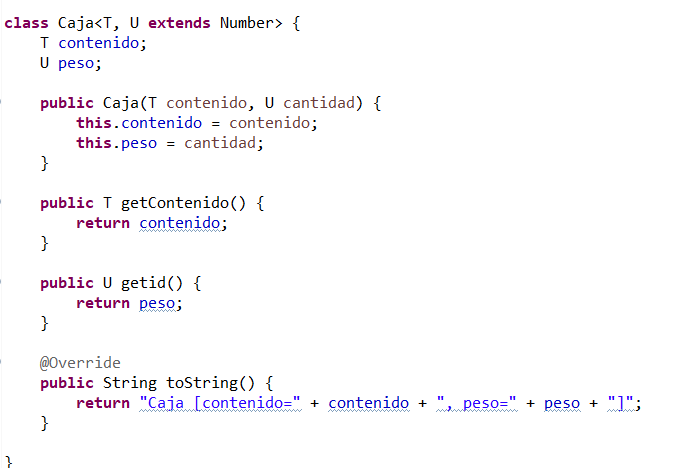 class Caja<T, U extends Number> {
    T contenido;
    U peso;

    public Caja(T contenido, U cantidad) {
        this.contenido = contenido;
        this.peso = cantidad;
    }

    public T getContenido() {
        return contenido;
    }

    public U getid() {
        return peso;
    }

    @Override
    public String toString() {
        return "Caja [contenido=" + contenido + ", peso=" + peso + "]";
    }

}